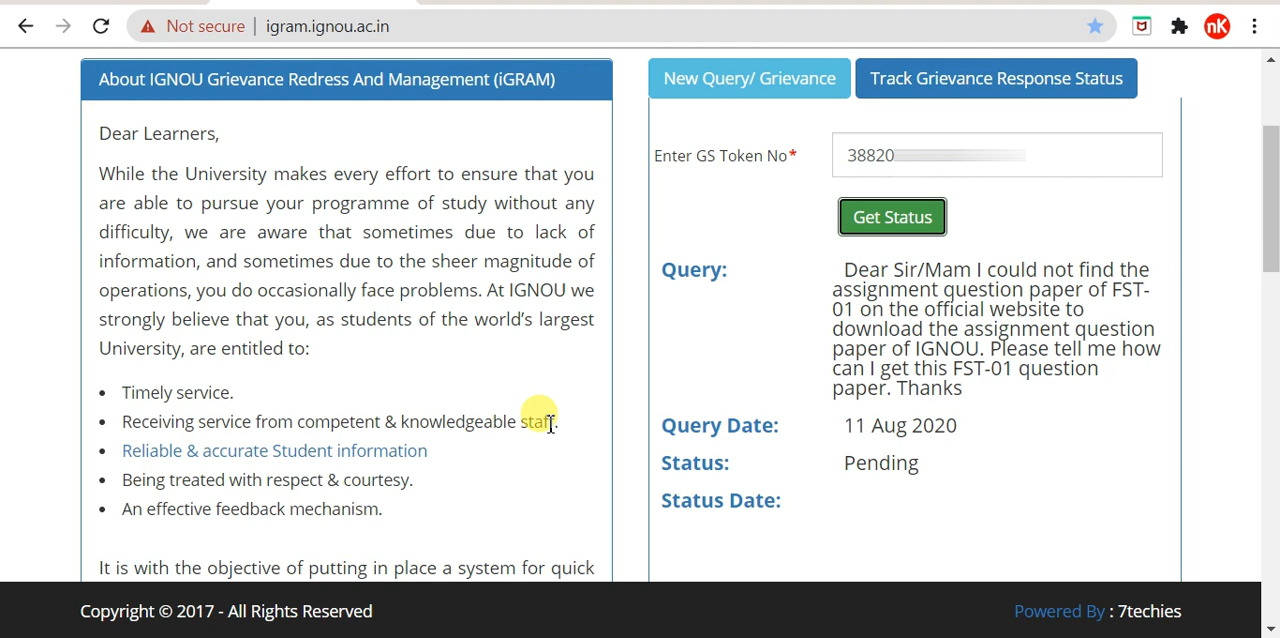 Not secure | igram.ignou.ac.in
nK
About IGNOU Grievance Redress And Management (iGRAM)
Dear Learners,
While the University makes every effort to ensure that you
are able to pursue your programme of study without any
difficulty, we are aware that sometimes due to lack of
information, and sometimes due to the sheer magnitude of
operations, you do occasionally face problems. At IGNOU we
strongly believe that you, as students of the world's largest
University, are entitled to:
• Timely service.
• Receiving service from competent & knowledgeable staff.
• Reliable & accurate Student information
• Being treated with respect & courtesy.
• An effective feedback mechanism.
It is with the objective of putting in place a system for quick
New Query/ Grievance
Track Grievance Response Status
Enter GS Token No*
38820
Get Status
Query: Dear Sir/Mam I could not find the
assignment question paper of FST-
01 on the official website to
download the assignment question
paper of IGNOU. Please tell me how
can I get this FST-01 question
paper. Thanks
Query Date: 11 Aug 2020
Status: Pending
Status Date:
Copyright © 2017 - All Rights Reserved
Powered By : 7techies